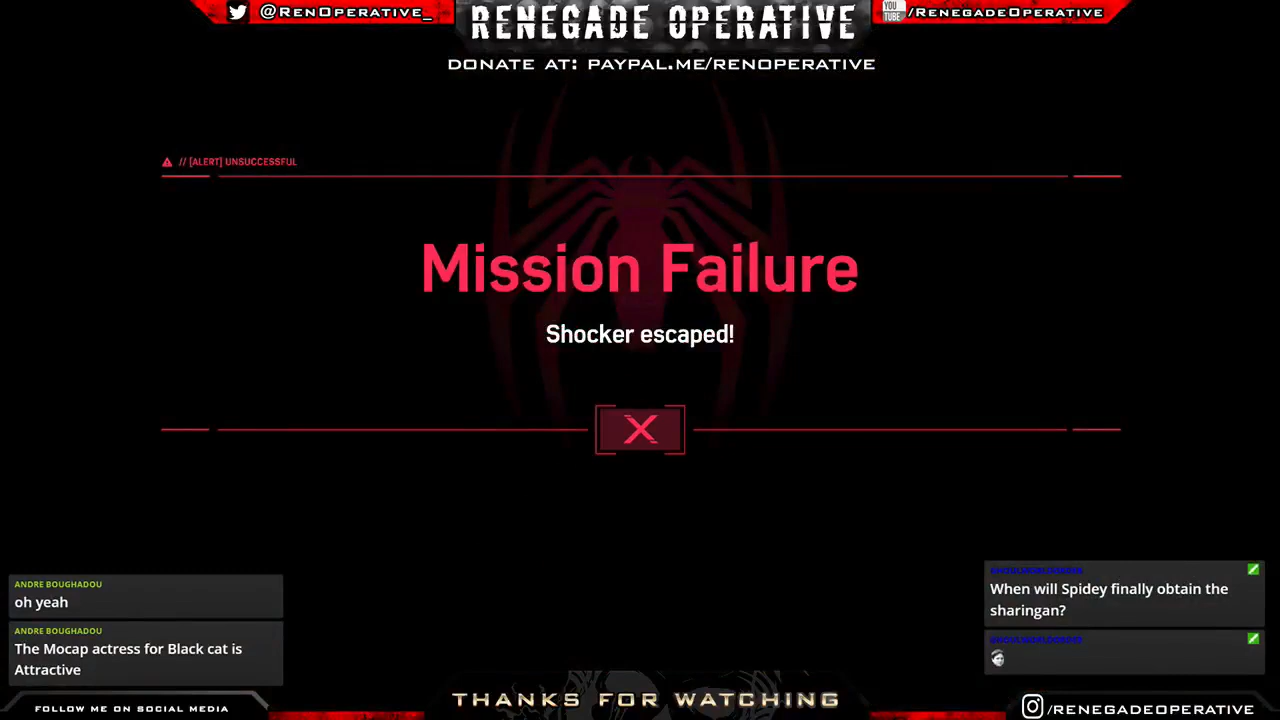 @RenOperative_
RENEGADE OPERATIVE
YOU TUBE
/RenegadeOperative
DONATE AT: PAYPAL.ME/RENOPERATIVE
// [ALERT] UNSUCCESSFUL
Mission Failure
Shocker escaped!
X
ANDRE BOUGHADOU
oh yeah
ANDRE BOUGHADOU
The Mocap actress for Black cat is
Attractive
When will Spidey finally obtain the
sharingan?
FOLLOW ME ON SOCIAL MEDIA
THANKS FOR WATCHING
/RENEGADEOPERATIVE